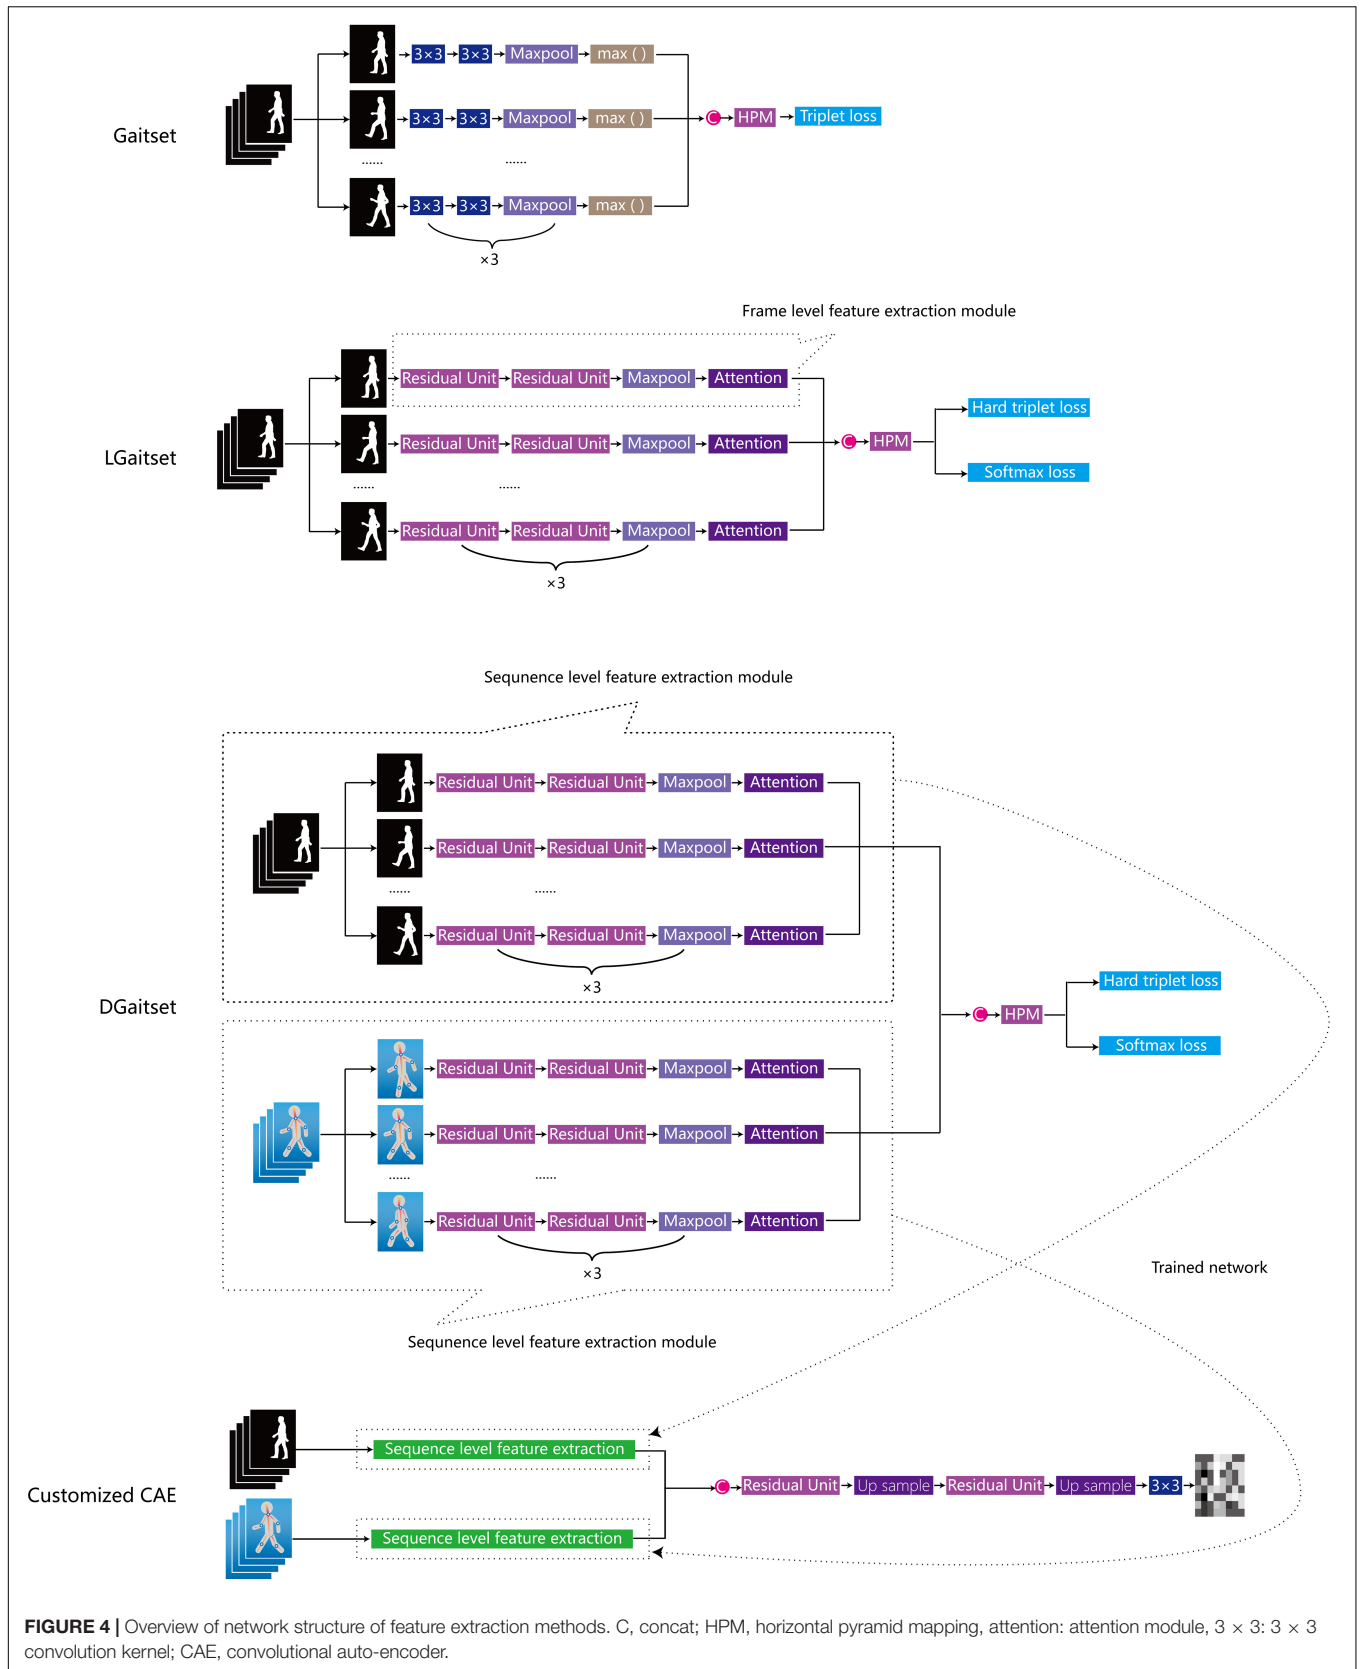 3×3 3×3 Maxpool max ( )
Gaitset
3×3 3×3 Maxpool max ( ) C HPM Triplet loss
...... ......
3×3 3×3 Maxpool max ( )
×3
Frame level feature extraction module
Residual Unit Residual Unit Maxpool Attention
Hard triplet loss
LGaitset
Residual Unit Residual Unit Maxpool Attention C HPM
Softmax loss
...... ......
Residual Unit Residual Unit Maxpool Attention
×3
Sequnence level feature extraction module
Residual Unit Residual Unit Maxpool Attention
Residual Unit Residual Unit Maxpool Attention
...... ......
Residual Unit Residual Unit Maxpool Attention
×3
Hard triplet loss
DGaitset
C HPM
Softmax loss
Residual Unit Residual Unit Maxpool Attention
Residual Unit Residual Unit Maxpool Attention
...... ......
Residual Unit Residual Unit Maxpool Attention
×3
Trained network
Sequnence level feature extraction module
Sequence level feature extraction
Customized CAE
C Residual Unit Up sample Residual Unit Up sample 3×3
Sequence level feature extraction
FIGURE 4 | Overview of network structure of feature extraction methods. C, concat; HPM, horizontal pyramid mapping, attention: attention module, 3 × 3: 3 × 3
convolution kernel; CAE, convolutional auto-encoder.